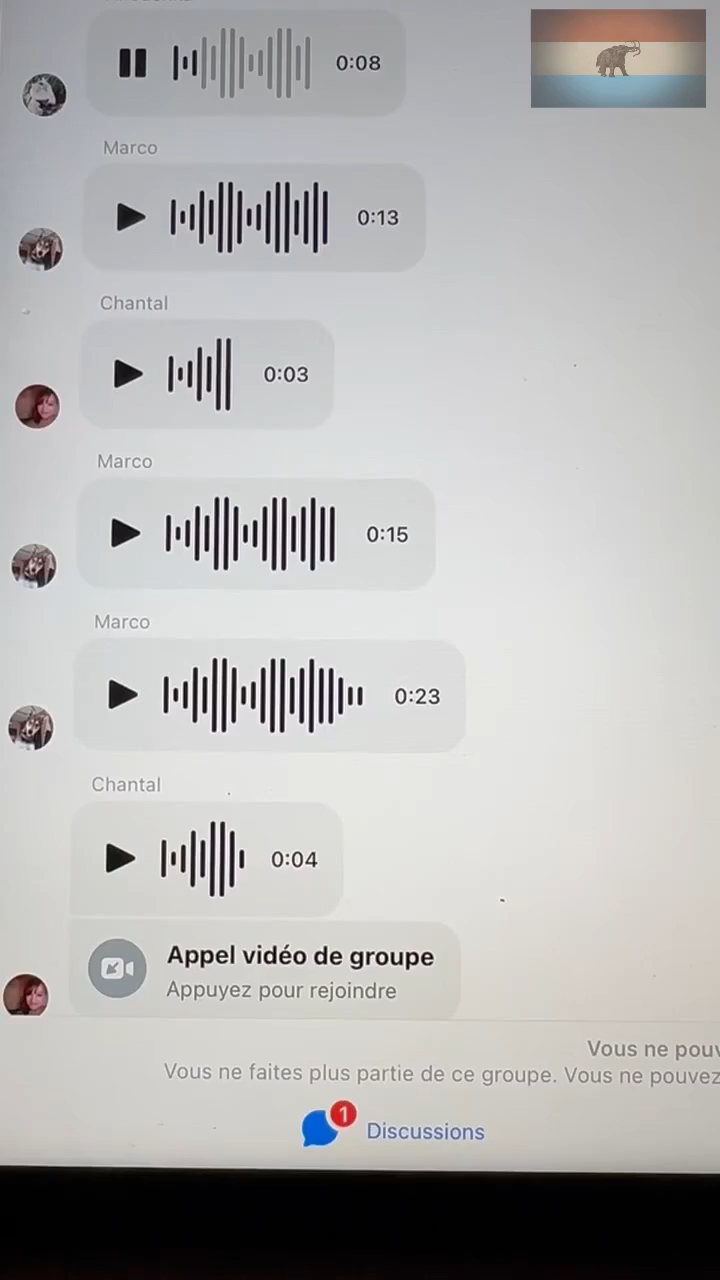 0:08
Marco
0:13
Chantal
0:03
Marco
0:15
Marco
0:23
Chantal
0:04
Appel vidéo de groupe
Appuyez pour rejoindre
Vous ne pouv
Vous ne faites plus partie de ce groupe. Vous ne pouvez
1
Discussions